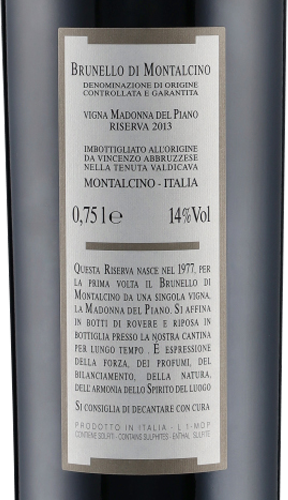 BRUNELLO DI MONTALCINO
DENOMINAZIONE DI ORIGINE
CONTROLLATA E GARANTITA
VIGNA MADONNA DEL PIANO
RISERVA 2013
IMBOTTIGLIATO ALL'ORIGINE
DA VINCENZO ABBRUZZESE
NELLA TENUTA VALDICAVA
MONTALCINO - ITALIA
0,75 l e 14%Vol
QUESTA RISERVA NASCE NEL 1977, PER
LA PRIMA VOLTA IL BRUNELLO DI
MONTALCINO DA UNA SINGOLA VIGNA,
LA MADONNA DEL PIANO. SI AFFINA
IN BOTTI DI ROVERE E RIPOSA IN
BOTTIGLIA PRESSO LA NOSTRA CANTINA
PER LUNGO TEMPO . È ESPRESSIONE
DELLA FORZA, DEI PROFUMI, DEL
BILANCIAMENTO, DELLA NATURA,
DELL'ARMONIA DELLO SPIRITO DEL LUOGO
SI CONSIGLIA DI DECANTARE CON CURA
PRODOTTO IN ITALIA - L 1-MDP
CONTIENE SOLFITI - CONTAINS SULPHITES - ENTHÄL SULFITE